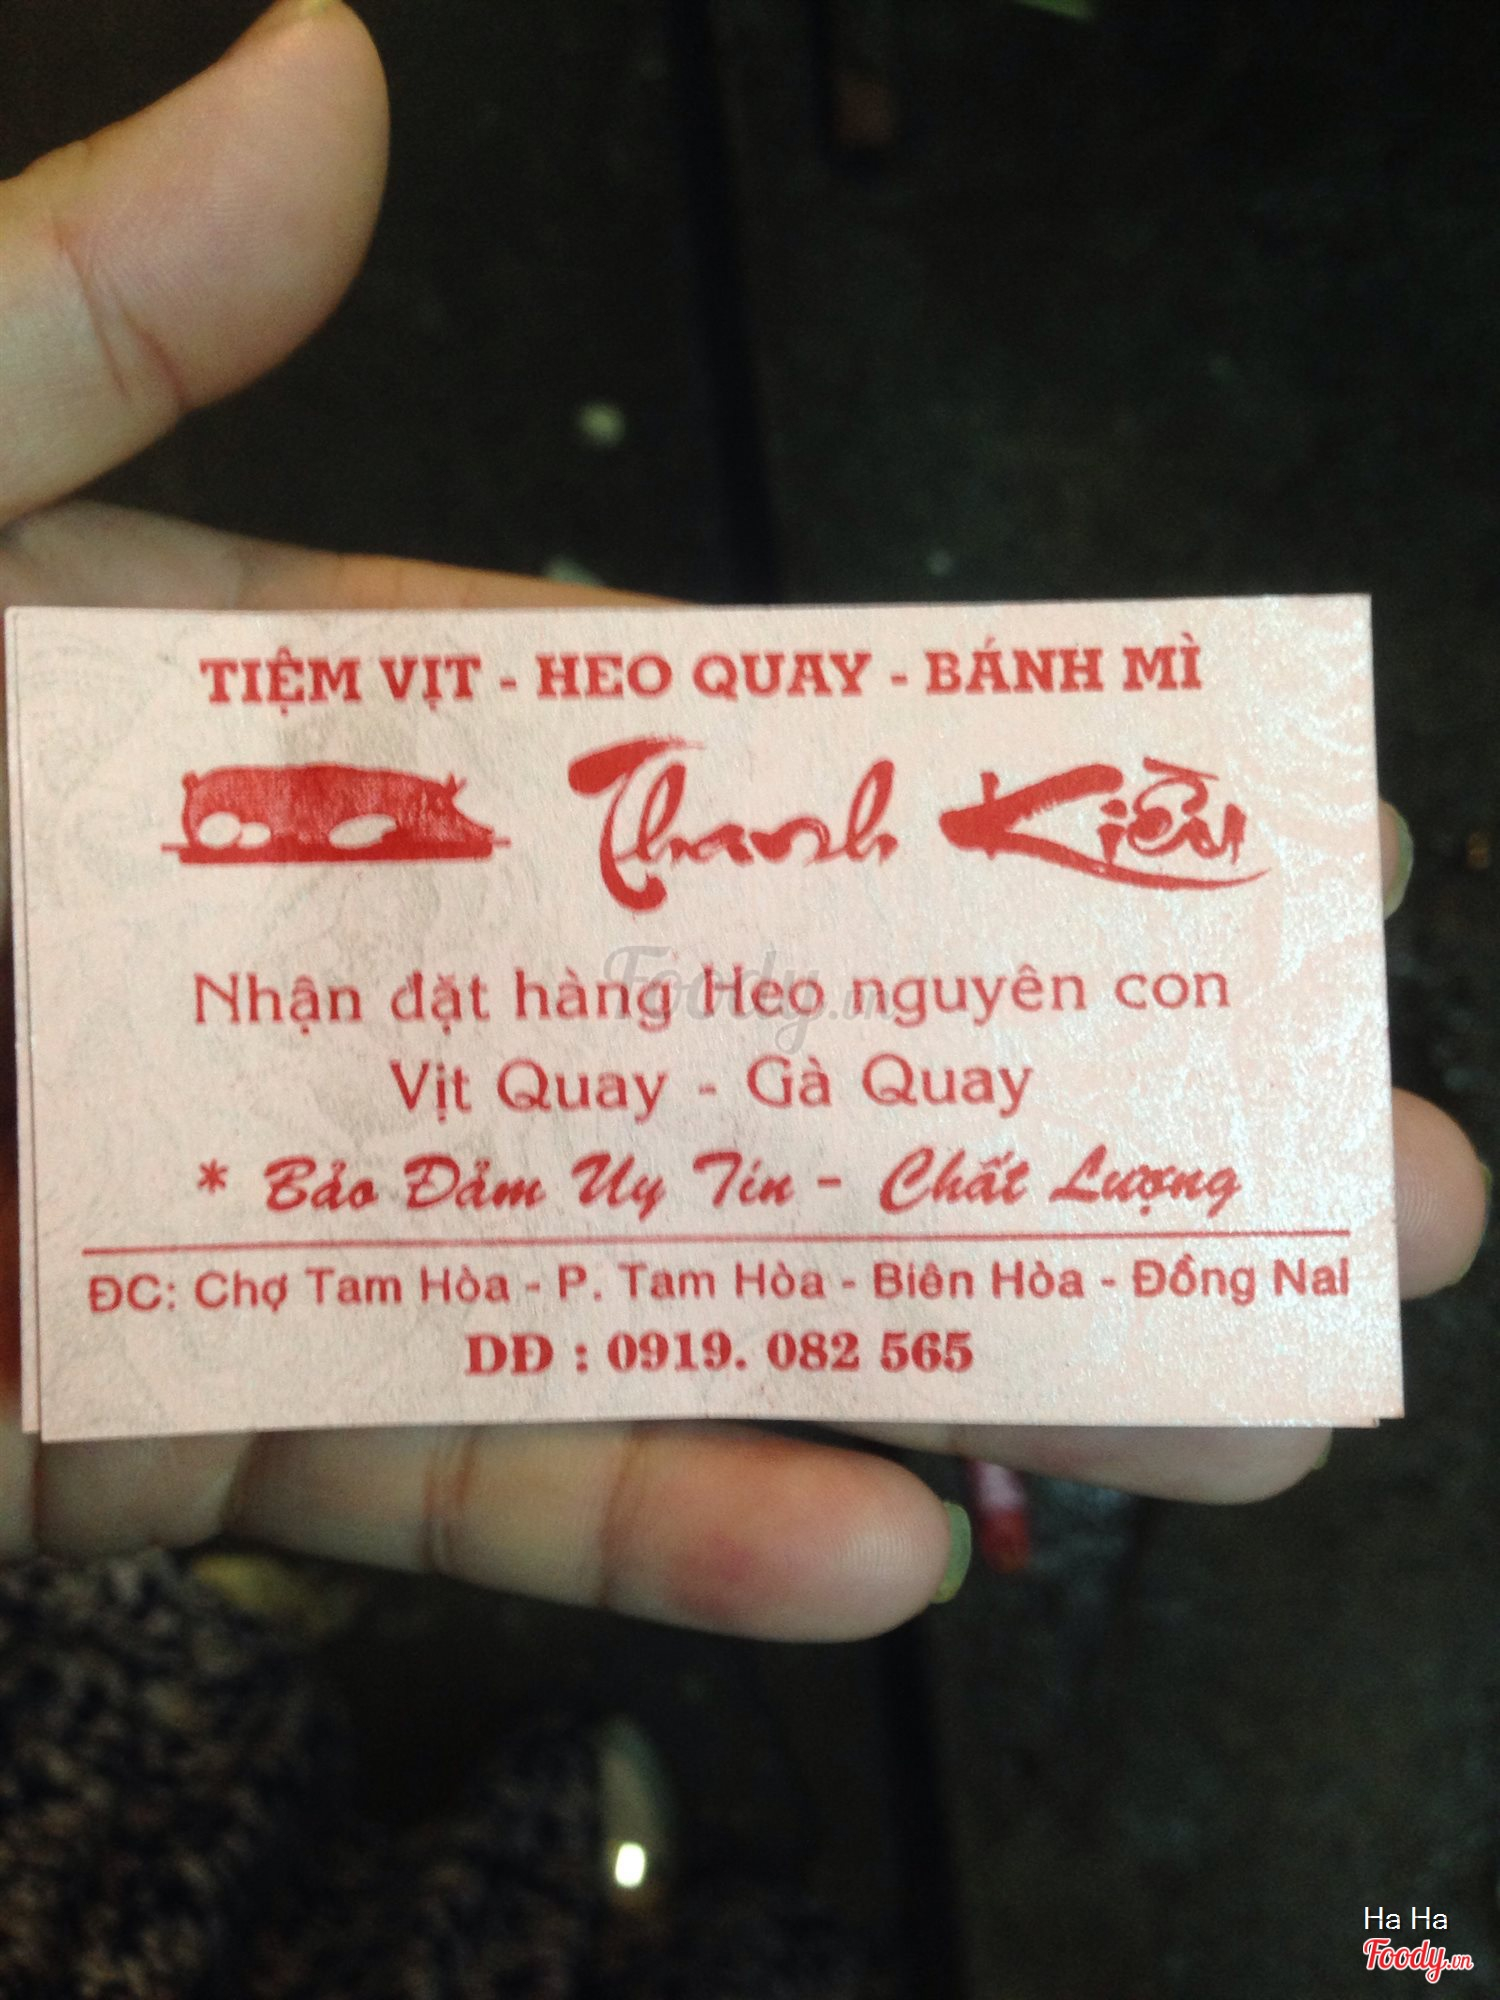 TIỆM VỊT - HEO QUAY - BÁNH MÌ
Thanh Kiều
Nhận đặt hàng Heo nguyên con
Vịt Quay - Gà Quay
* Bảo Đảm Uy Tín - Chất Lượng
ĐC: Chợ Tam Hòa - P. Tam Hòa - Biên Hòa - Đồng Nai
DĐ : 0919. 082 565
Foody.vn
Ha Ha
Foody.vn